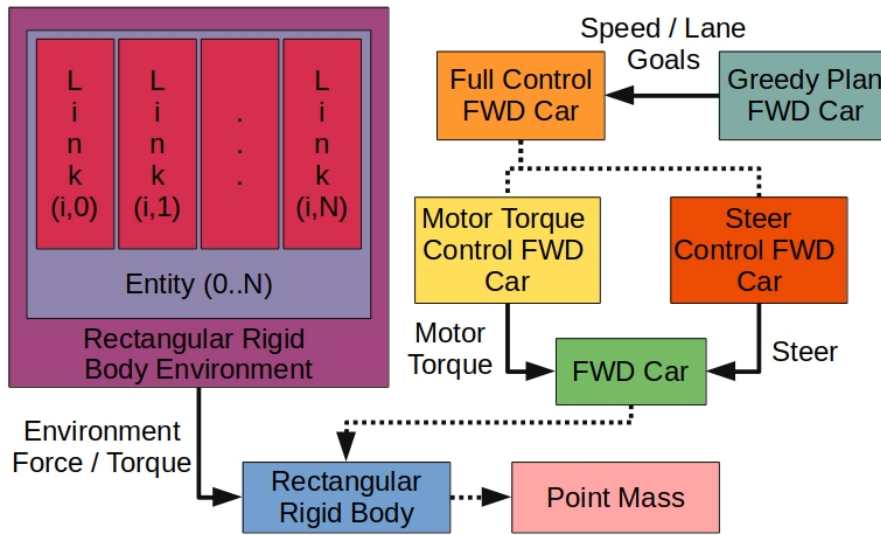 L
i
n
k
(i,0)
L
i
n
k
(i,1)
.
.
.
L
i
n
k
(i,N)
Entity (0..N)
Rectangular Rigid
Body Environment
Speed / Lane
Goals
Full Control
FWD Car
Greedy Plan
FWD Car
Motor Torque
Control FWD
Car
Steer
Control FWD
Car
Motor
Torque
Steer
FWD Car
Environment
Force / Torque
Rectangular
Rigid Body
Point Mass